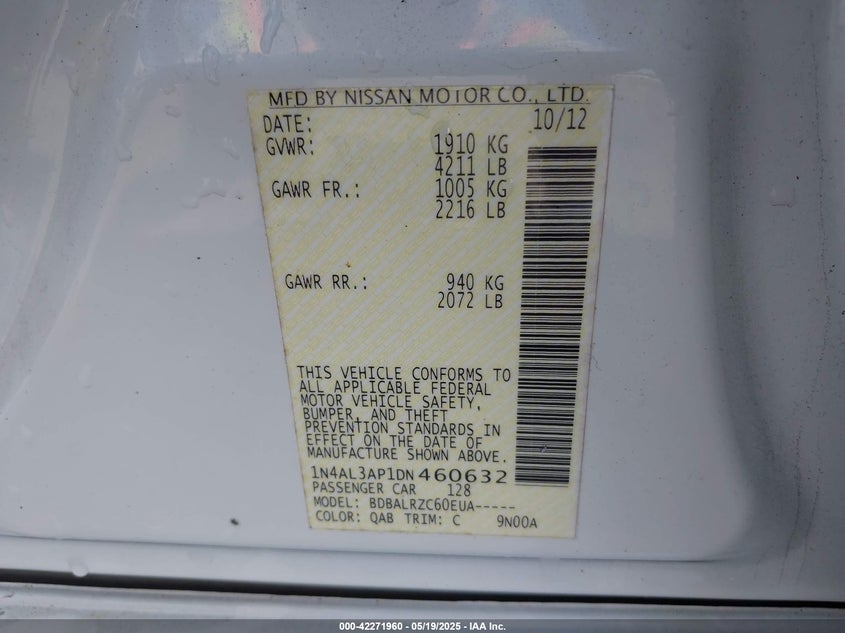 MFD BY NISSAN MOTOR CO., LTD.
DATE: 10/12
GVWR: 1910 KG
4211 LB
GAWR FR.: 1005 KG
2216 LB
GAWR RR.: 940 KG
2072 LB
THIS VEHICLE CONFORMS TO
ALL APPLICABLE FEDERAL
MOTOR VEHICLE SAFETY,
BUMPER, AND THEFT
PREVENTION STANDARDS IN
EFFECT ON THE DATE OF
MANUFACTURE SHOWN ABOVE.
1N4AL3AP1DN460632
PASSENGER CAR 128
MODEL: BDBALRZC60EUA-----
COLOR: QAB TRIM: C 9N00A
000-42271960 - 05/19/2025 - IAA Inc.